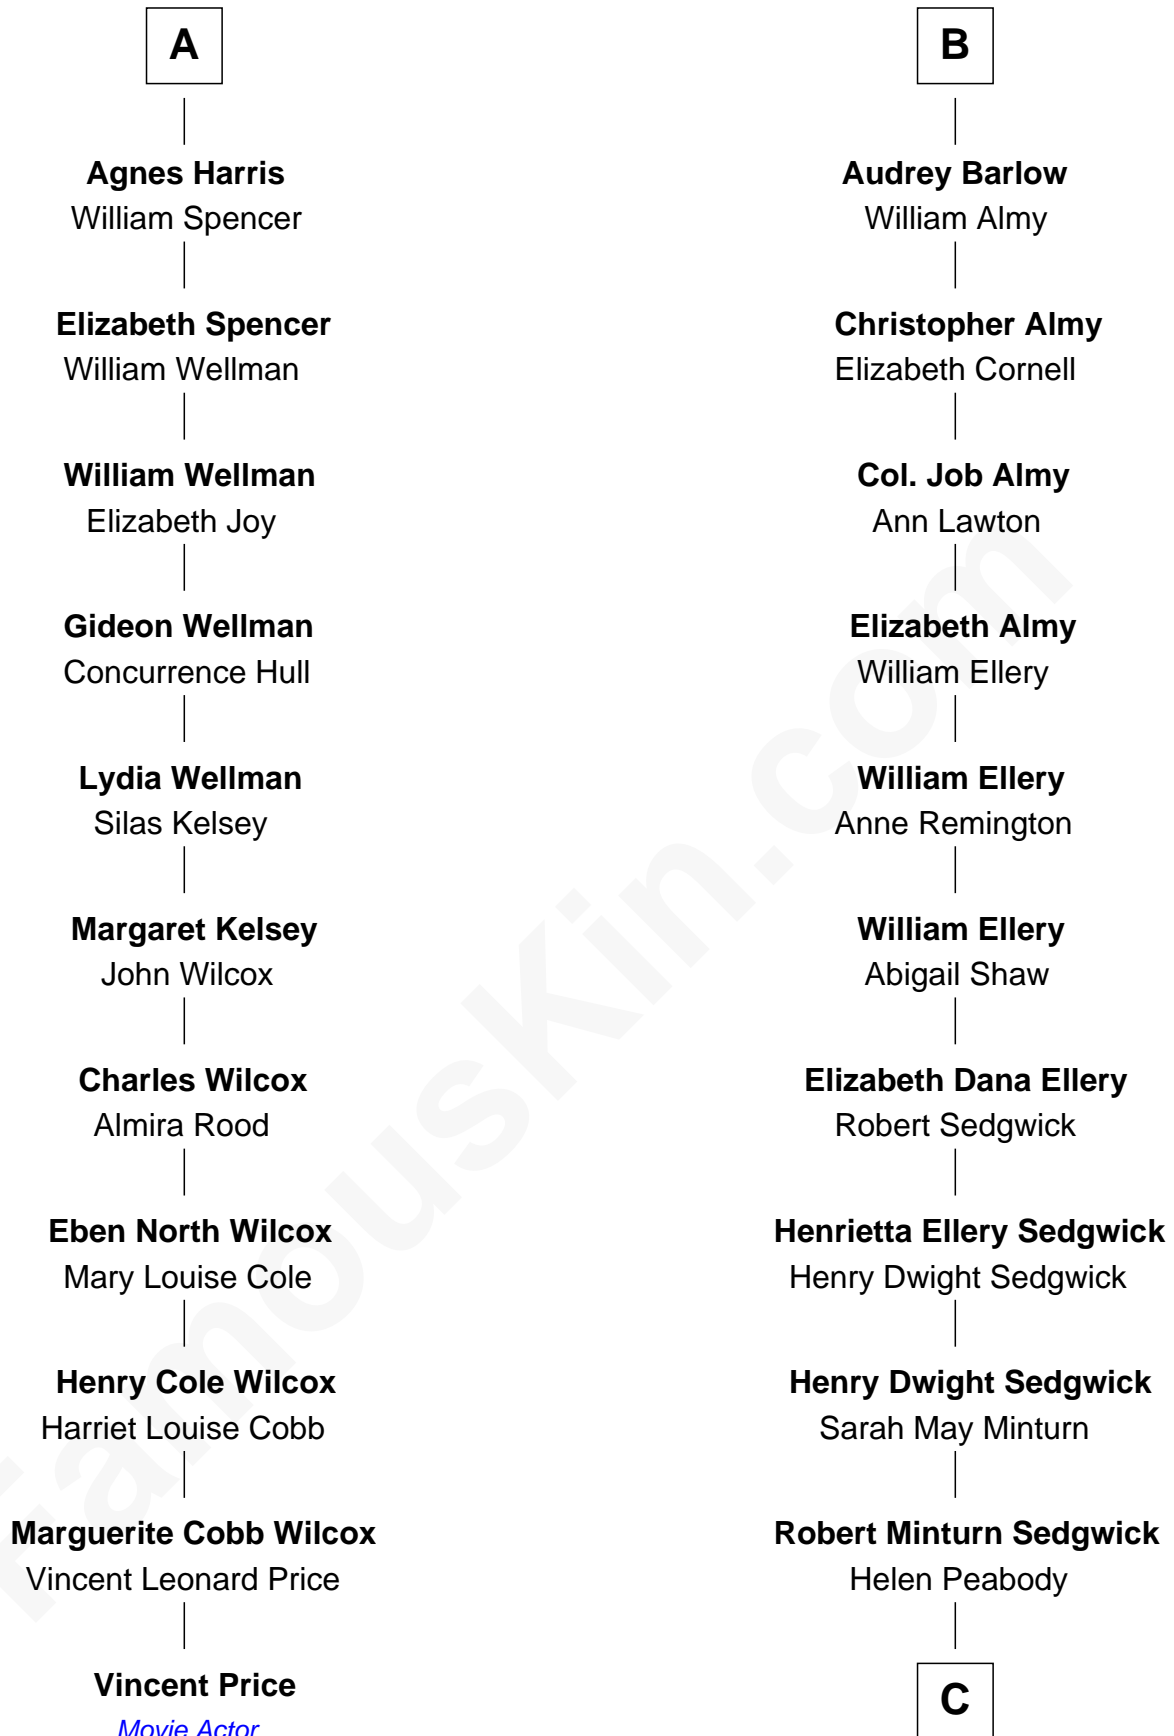 A
Agnes Harris
William Spencer
Elizabeth Spencer
William Wellman
William Wellman
Elizabeth Joy
Gideon Wellman
Concurrence Hull
Lydia Wellman
Silas Kelsey
Margaret Kelsey
John Wilcox
Charles Wilcox
Almira Rood
Eben North Wilcox
Mary Louise Cole
Henry Cole Wilcox
Harriet Louise Cobb
Marguerite Cobb Wilcox
Vincent Leonard Price
Vincent Price
Movie Actor
B
Audrey Barlow
William Almy
Christopher Almy
Elizabeth Cornell
Col. Job Almy
Ann Lawton
Elizabeth Almy
William Ellery
William Ellery
Anne Remington
William Ellery
Abigail Shaw
Elizabeth Dana Ellery
Robert Sedgwick
Henrietta Ellery Sedgwick
Henry Dwight Sedgwick
Henry Dwight Sedgwick
Sarah May Minturn
Robert Minturn Sedgwick
Helen Peabody
C
FamousKin.com